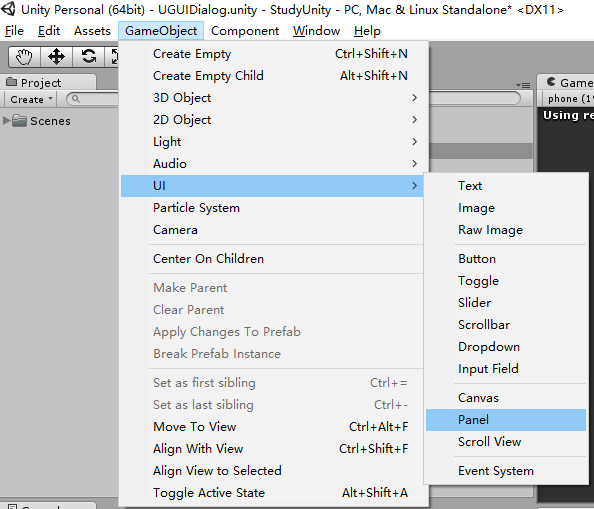 Unity Personal (64bit) - UGUIDialog.unity - StudyUnity - PC, Mac & Linux Standalone* <DX11>
File Edit Assets GameObject Component Window Help
Project
Create
Scenes
Create Empty Ctrl+Shift+N
Create Empty Child Alt+Shift+N
3D Object
2D Object
Light
Audio
UI
Particle System
Camera
Center On Children
Make Parent
Clear Parent
Apply Changes To Prefab
Break Prefab Instance
Set as first sibling Ctrl+=
Set as last sibling Ctrl+-
Move To View Ctrl+Alt+F
Align With View Ctrl+Shift+F
Align View to Selected
Toggle Active State Alt+Shift+A
Text
Image
Raw Image
Button
Toggle
Slider
Scrollbar
Dropdown
Input Field
Canvas
Panel
Scroll View
Event System
Game
phone (19
Using re